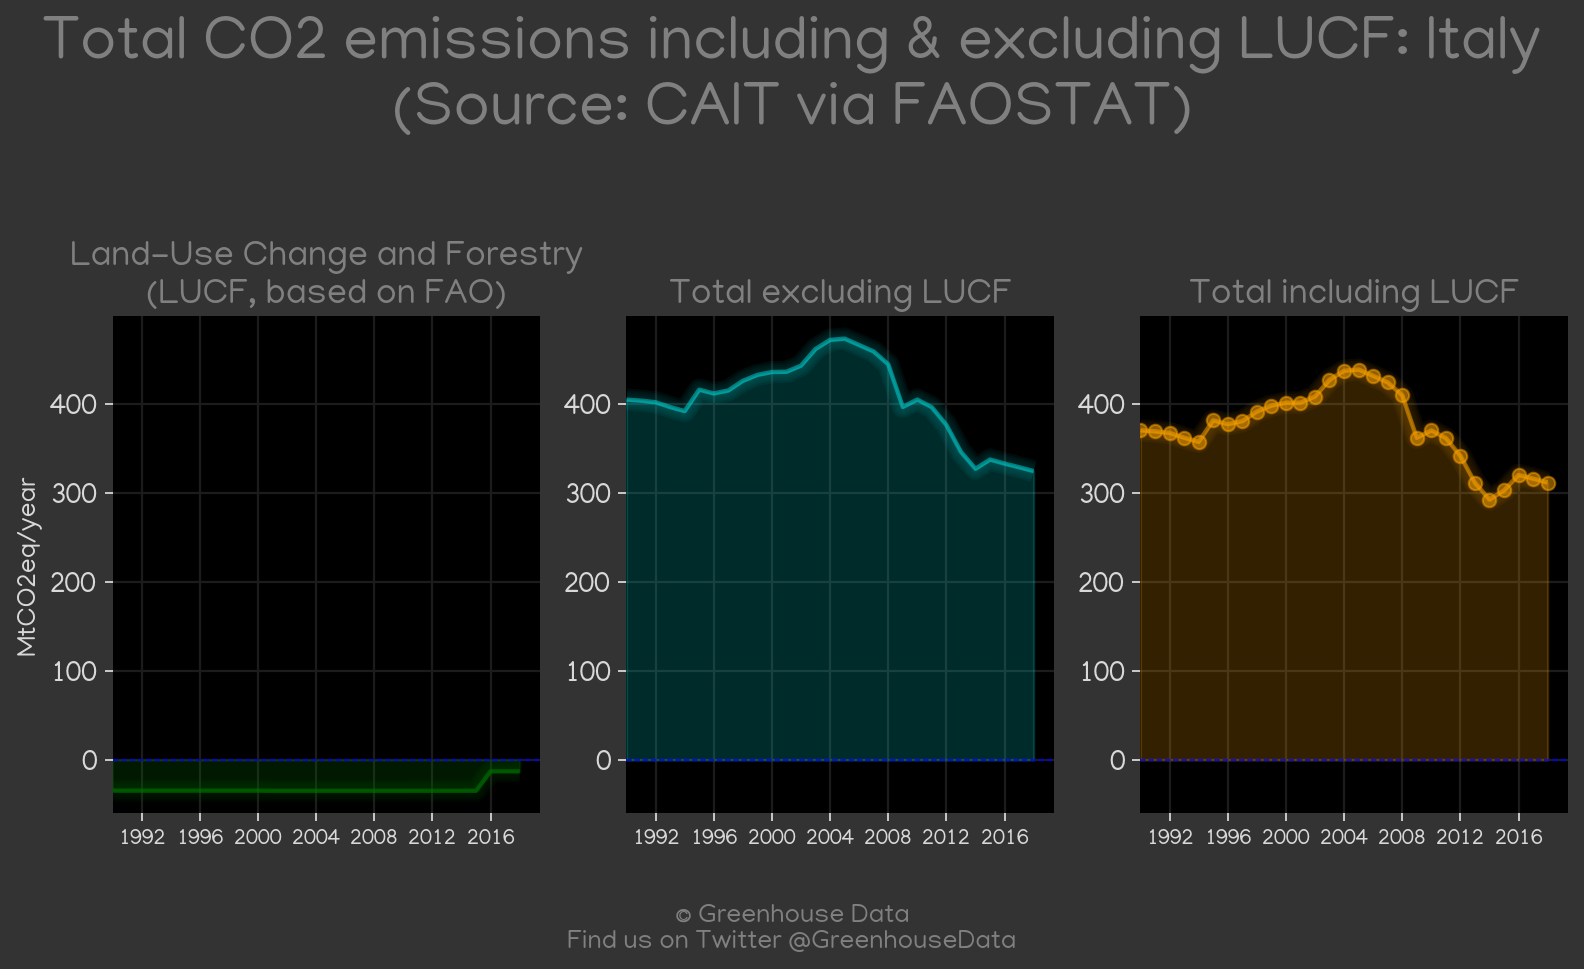 Total CO2 emissions including & excluding LUCF: Italy
(Source: CAIT via FAOSTAT)
Land-Use Change and Forestry
(LUCF, based on FAO)
MtCO2eq/year
400
300
200
100
0
1992 1996 2000 2004 2008 2012 2016
Total excluding LUCF
400
300
200
100
0
1992 1996 2000 2004 2008 2012 2016
Total including LUCF
400
300
200
100
0
1992 1996 2000 2004 2008 2012 2016
© Greenhouse Data
Find us on Twitter @GreenhouseData